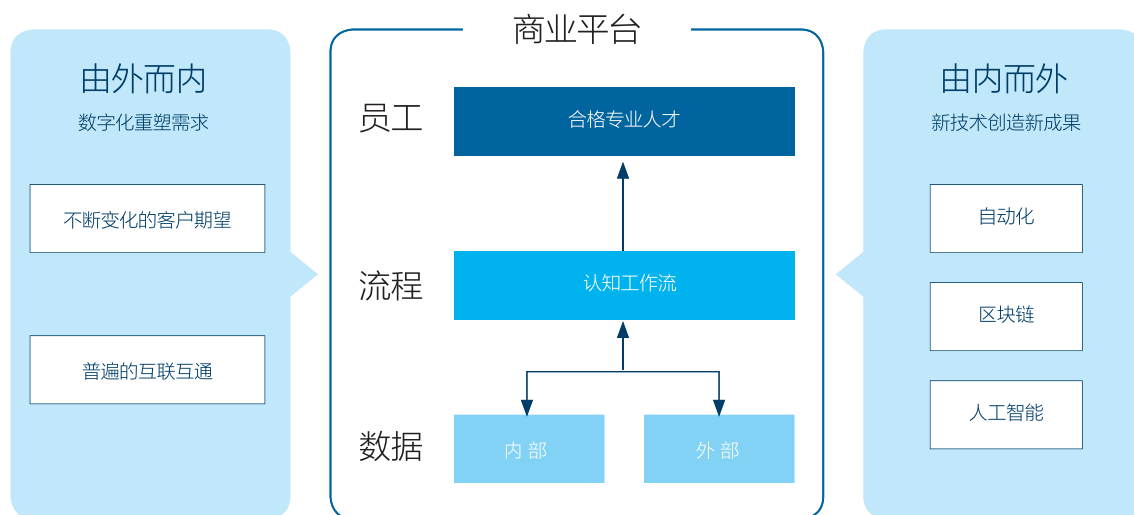 由外而内
数字化重塑需求
不断变化的客户期望
普遍的互联互通
商业平台
员工
合格专业人才
流程
认知工作流
数据
内 部
外 部
由内而外
新技术创造新成果
自动化
区块链
人工智能